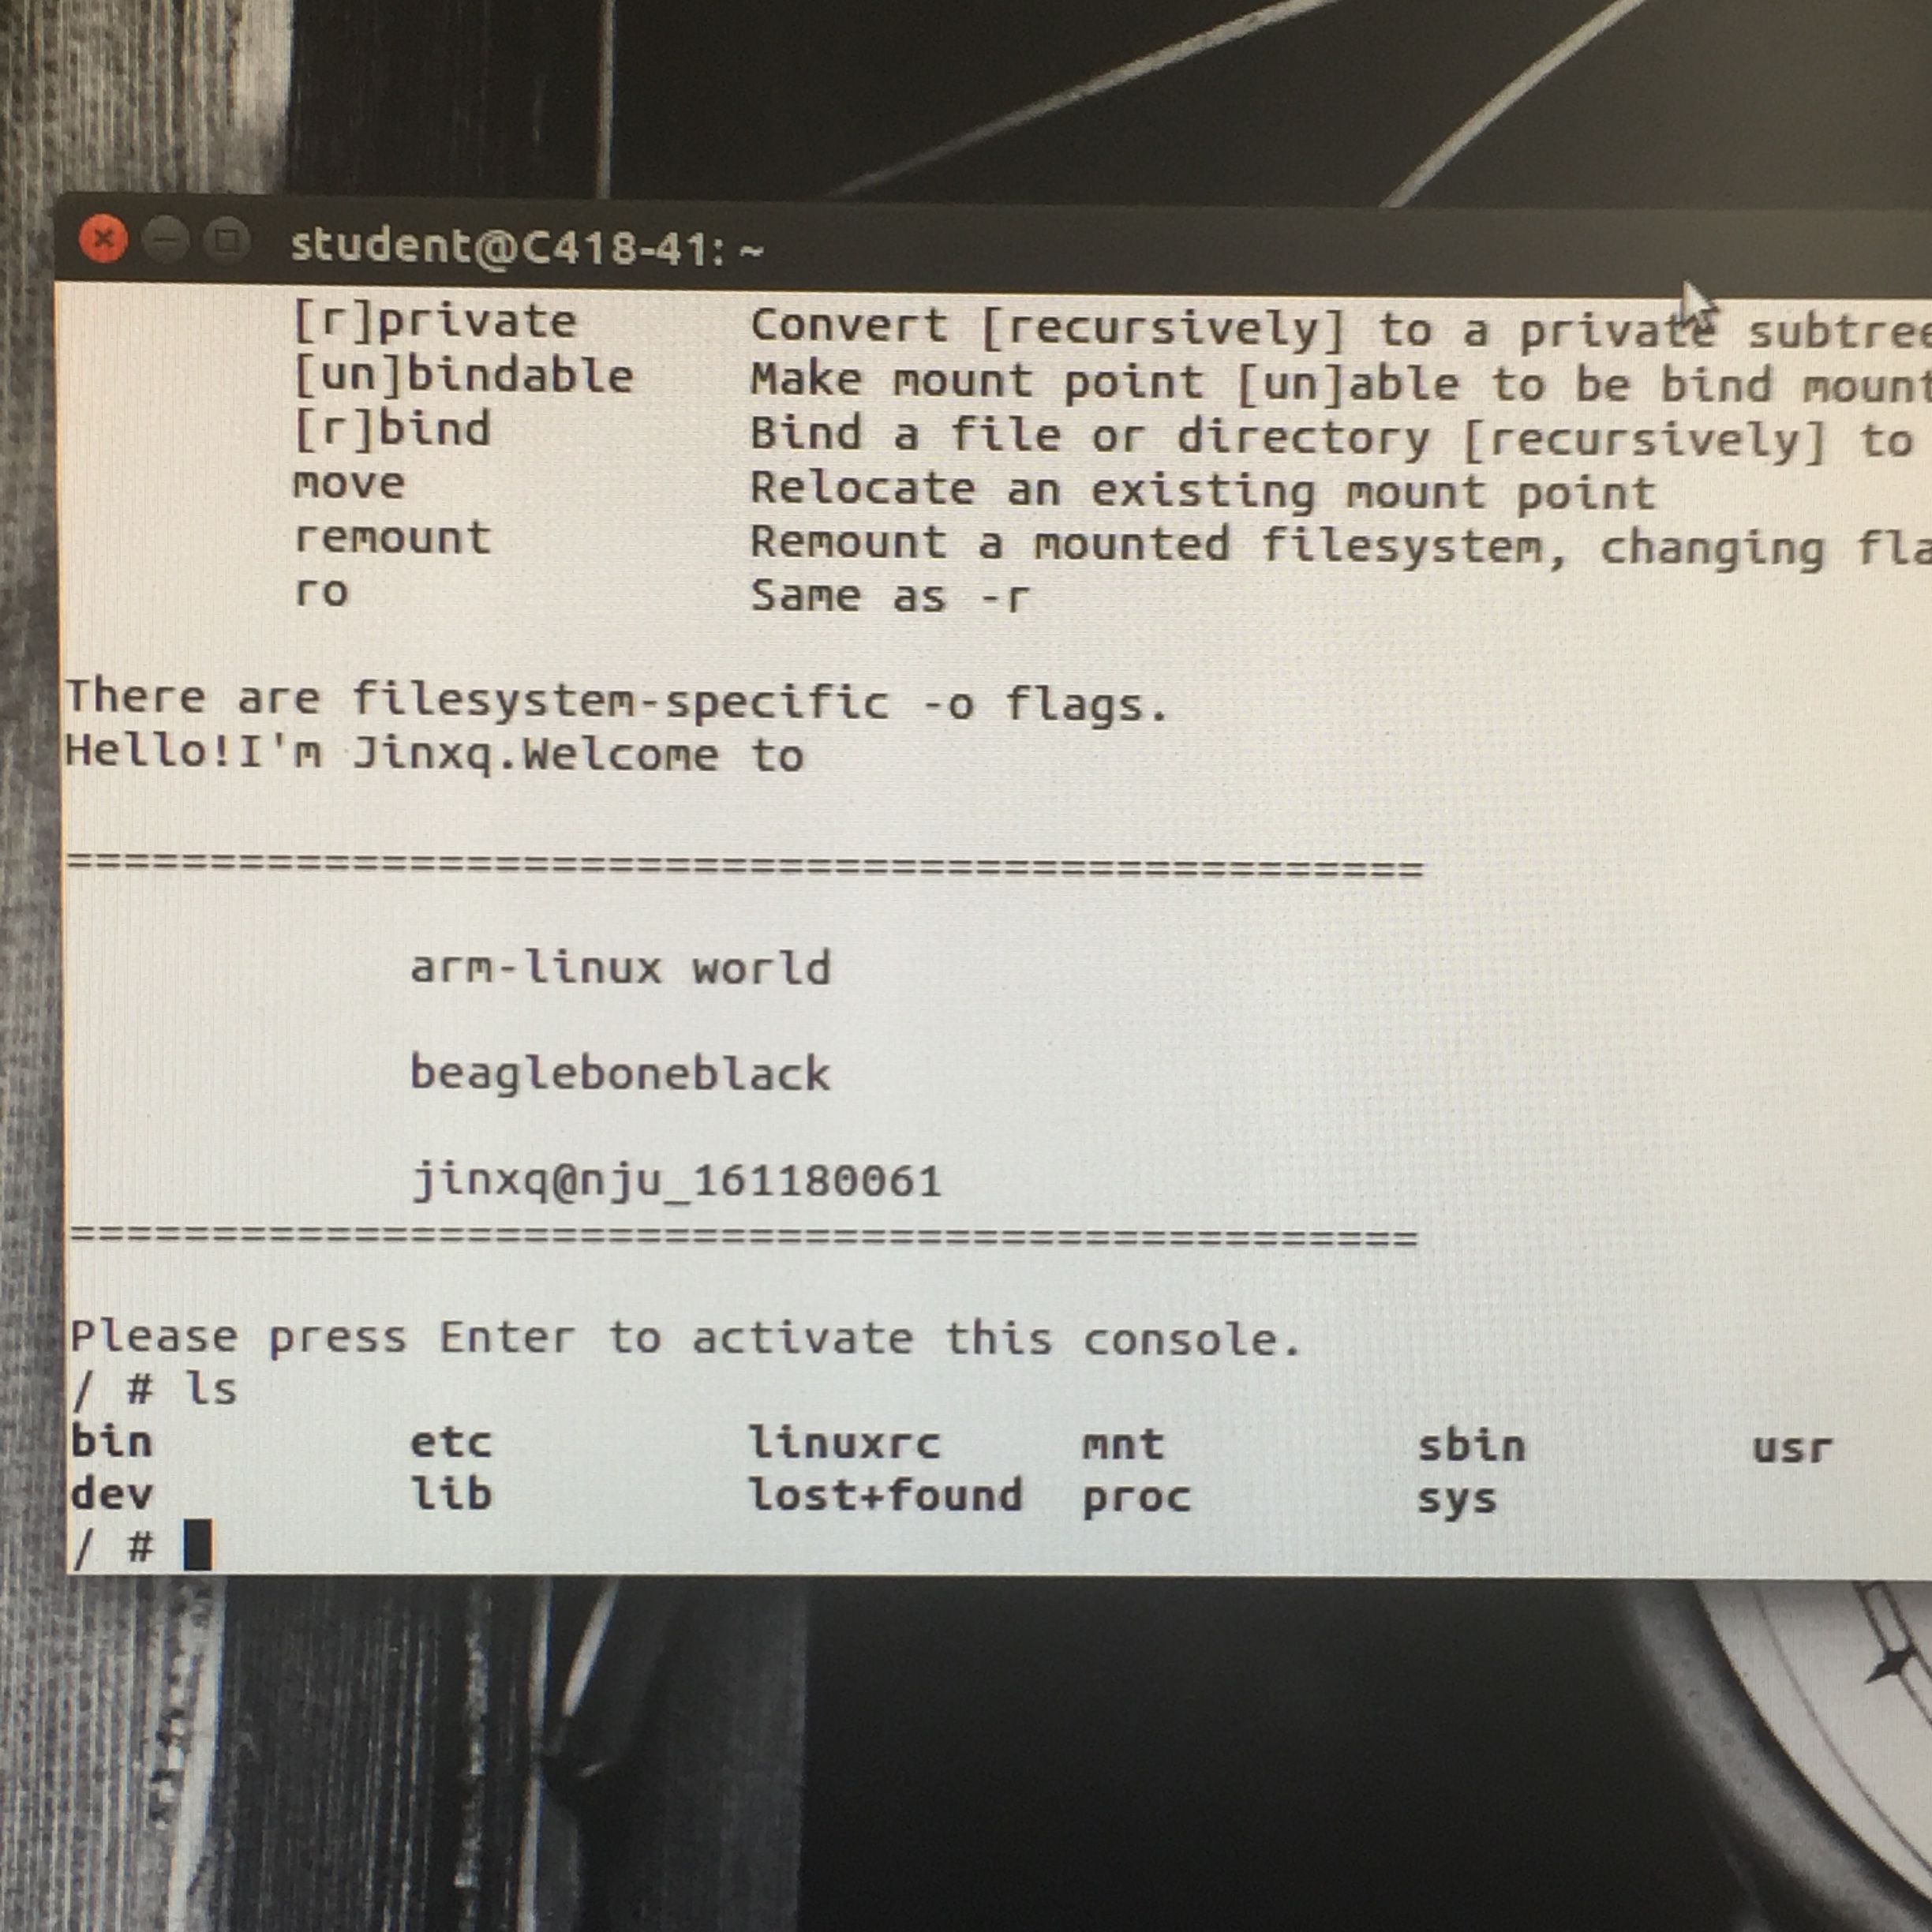 student@C418-41: ~
[r]private Convert [recursively] to a private subtree
[un]bindable Make mount point [un]able to be bind mount
[r]bind Bind a file or directory [recursively] to
move Relocate an existing mount point
remount Remount a mounted filesystem, changing fla
ro Same as -r
There are filesystem-specific -o flags.
Hello!I'm Jinxq.Welcome to
===============================================
arm-linux world
beagleboneblack
jinxq@nju_161180061
===============================================
Please press Enter to activate this console.
/ # ls
bin etc linuxrc mnt sbin usr
dev lib lost+found proc sys
/ #